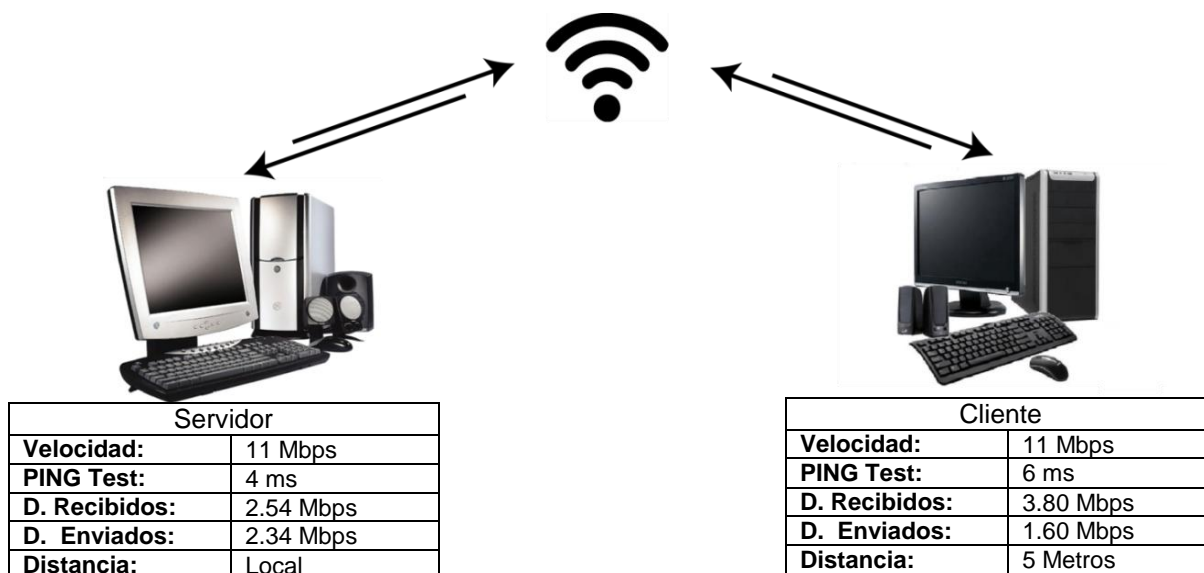 Servidor
Velocidad: 11 Mbps
PING Test: 4 ms
D. Recibidos: 2.54 Mbps
D. Enviados: 2.34 Mbps
Distancia: Local
Cliente
Velocidad: 11 Mbps
PING Test: 6 ms
D. Recibidos: 3.80 Mbps
D. Enviados: 1.60 Mbps
Distancia: 5 Metros